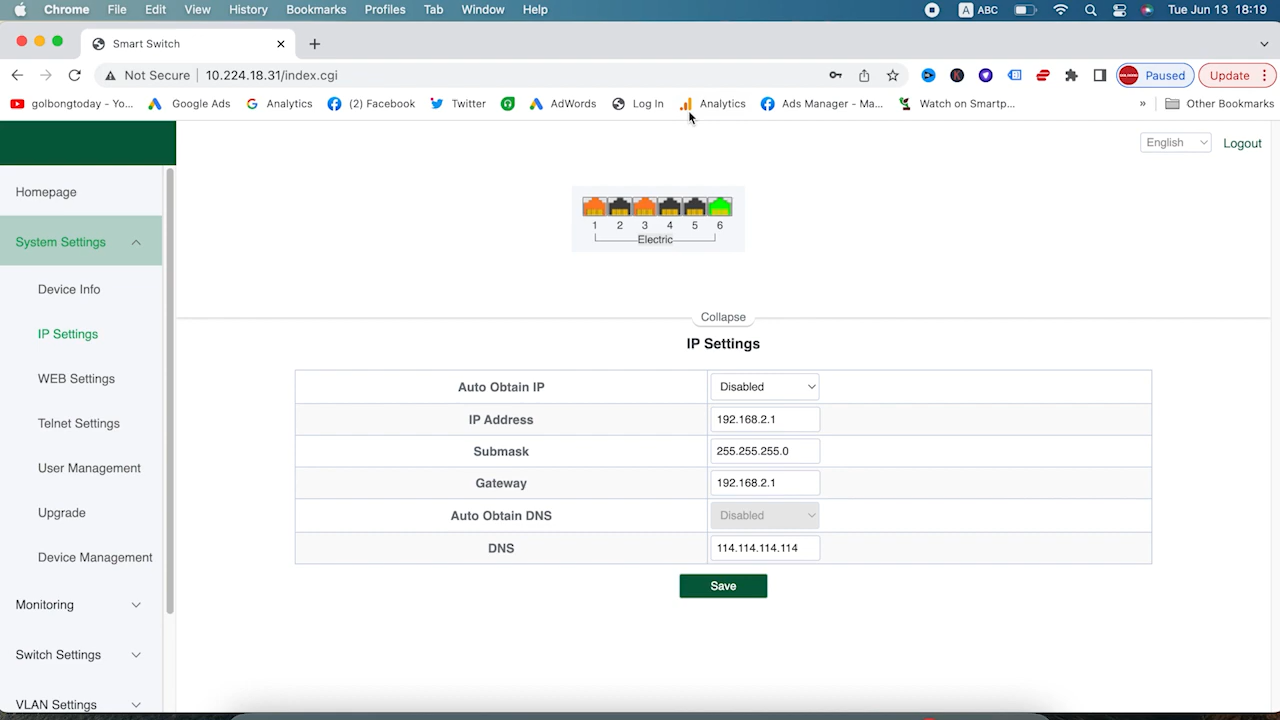 Chrome File Edit View History Bookmarks Profiles Tab Window Help A ABC Tue Jun 13 18:19
Smart Switch
Not Secure 10.224.18.31/index.cgi Paused Update
golbongtoday - Yo... Google Ads Analytics (2) Facebook Twitter AdWords Log In Analytics Ads Manager - Ma... Watch on Smartp... » Other Bookmarks
English Logout
Homepage
System Settings
Device Info
IP Settings
WEB Settings
Telnet Settings
User Management
Upgrade
Device Management
Monitoring
Switch Settings
VLAN Settings
1 2 3 4 5 6
Electric
Collapse
IP Settings
Auto Obtain IP Disabled
IP Address 192.168.2.1
Submask 255.255.255.0
Gateway 192.168.2.1
Auto Obtain DNS Disabled
DNS 114.114.114.114
Save